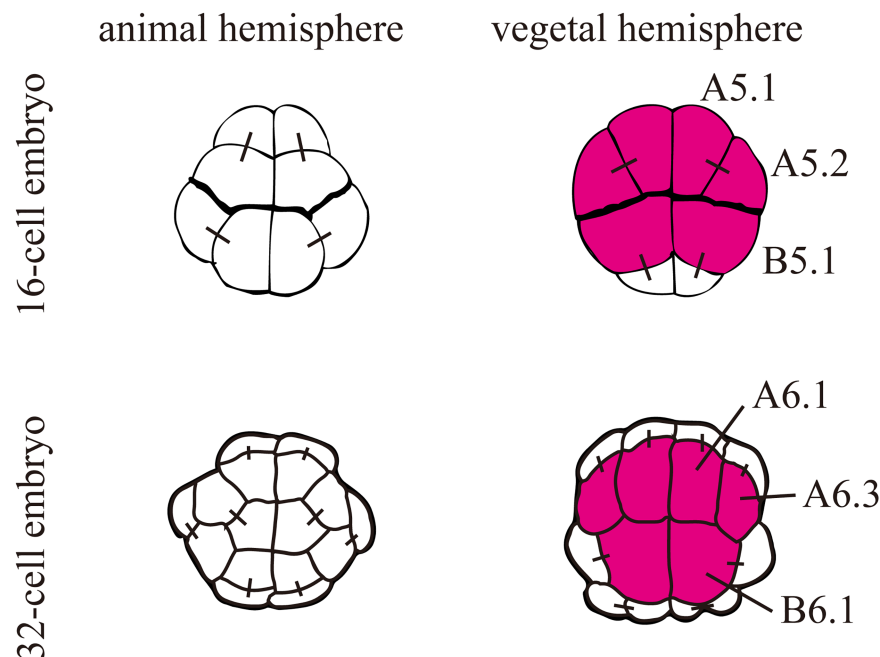 animal hemisphere
vegetal hemisphere
16-cell embryo
A5.1
A5.2
B5.1
32-cell embryo
A6.1
A6.3
B6.1